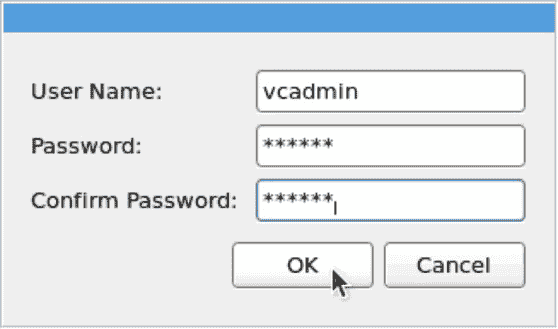 User Name: vcadmin
Password: ******
Confirm Password: ******
OK Cancel